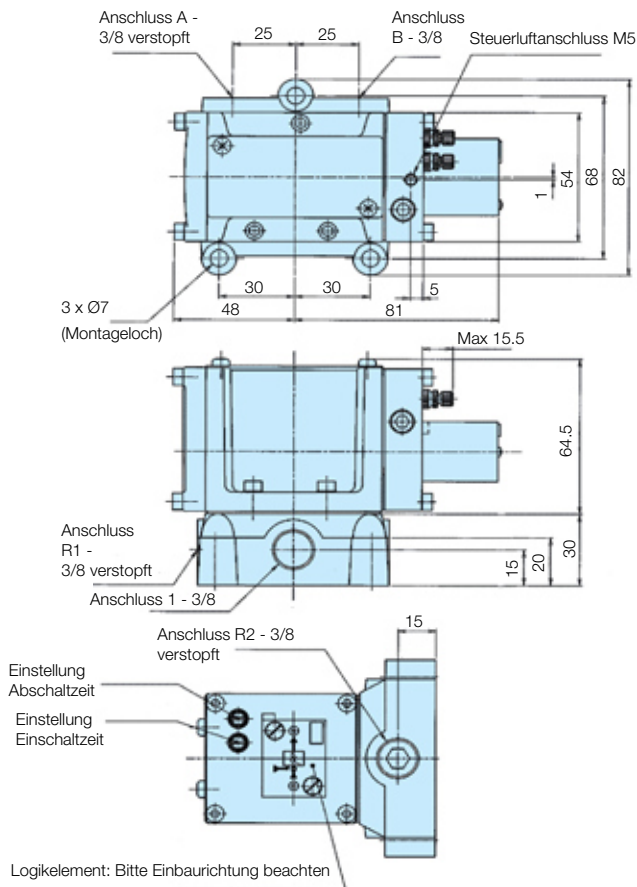 Anschluss A -
3/8 verstopft
Anschluss
B - 3/8
Steuerluftanschluss M5
25
25
1
54
68
82
30
30
5
3 x Ø7
(Montageloch)
48
81
Max 15.5
64.5
Anschluss
R1 -
3/8 verstopft
15
20
30
Anschluss 1 - 3/8
Anschluss R2 - 3/8
verstopft
15
Einstellung
Abschaltzeit
Einstellung
Einschaltzeit
Logikelement: Bitte Einbaurichtung beachten